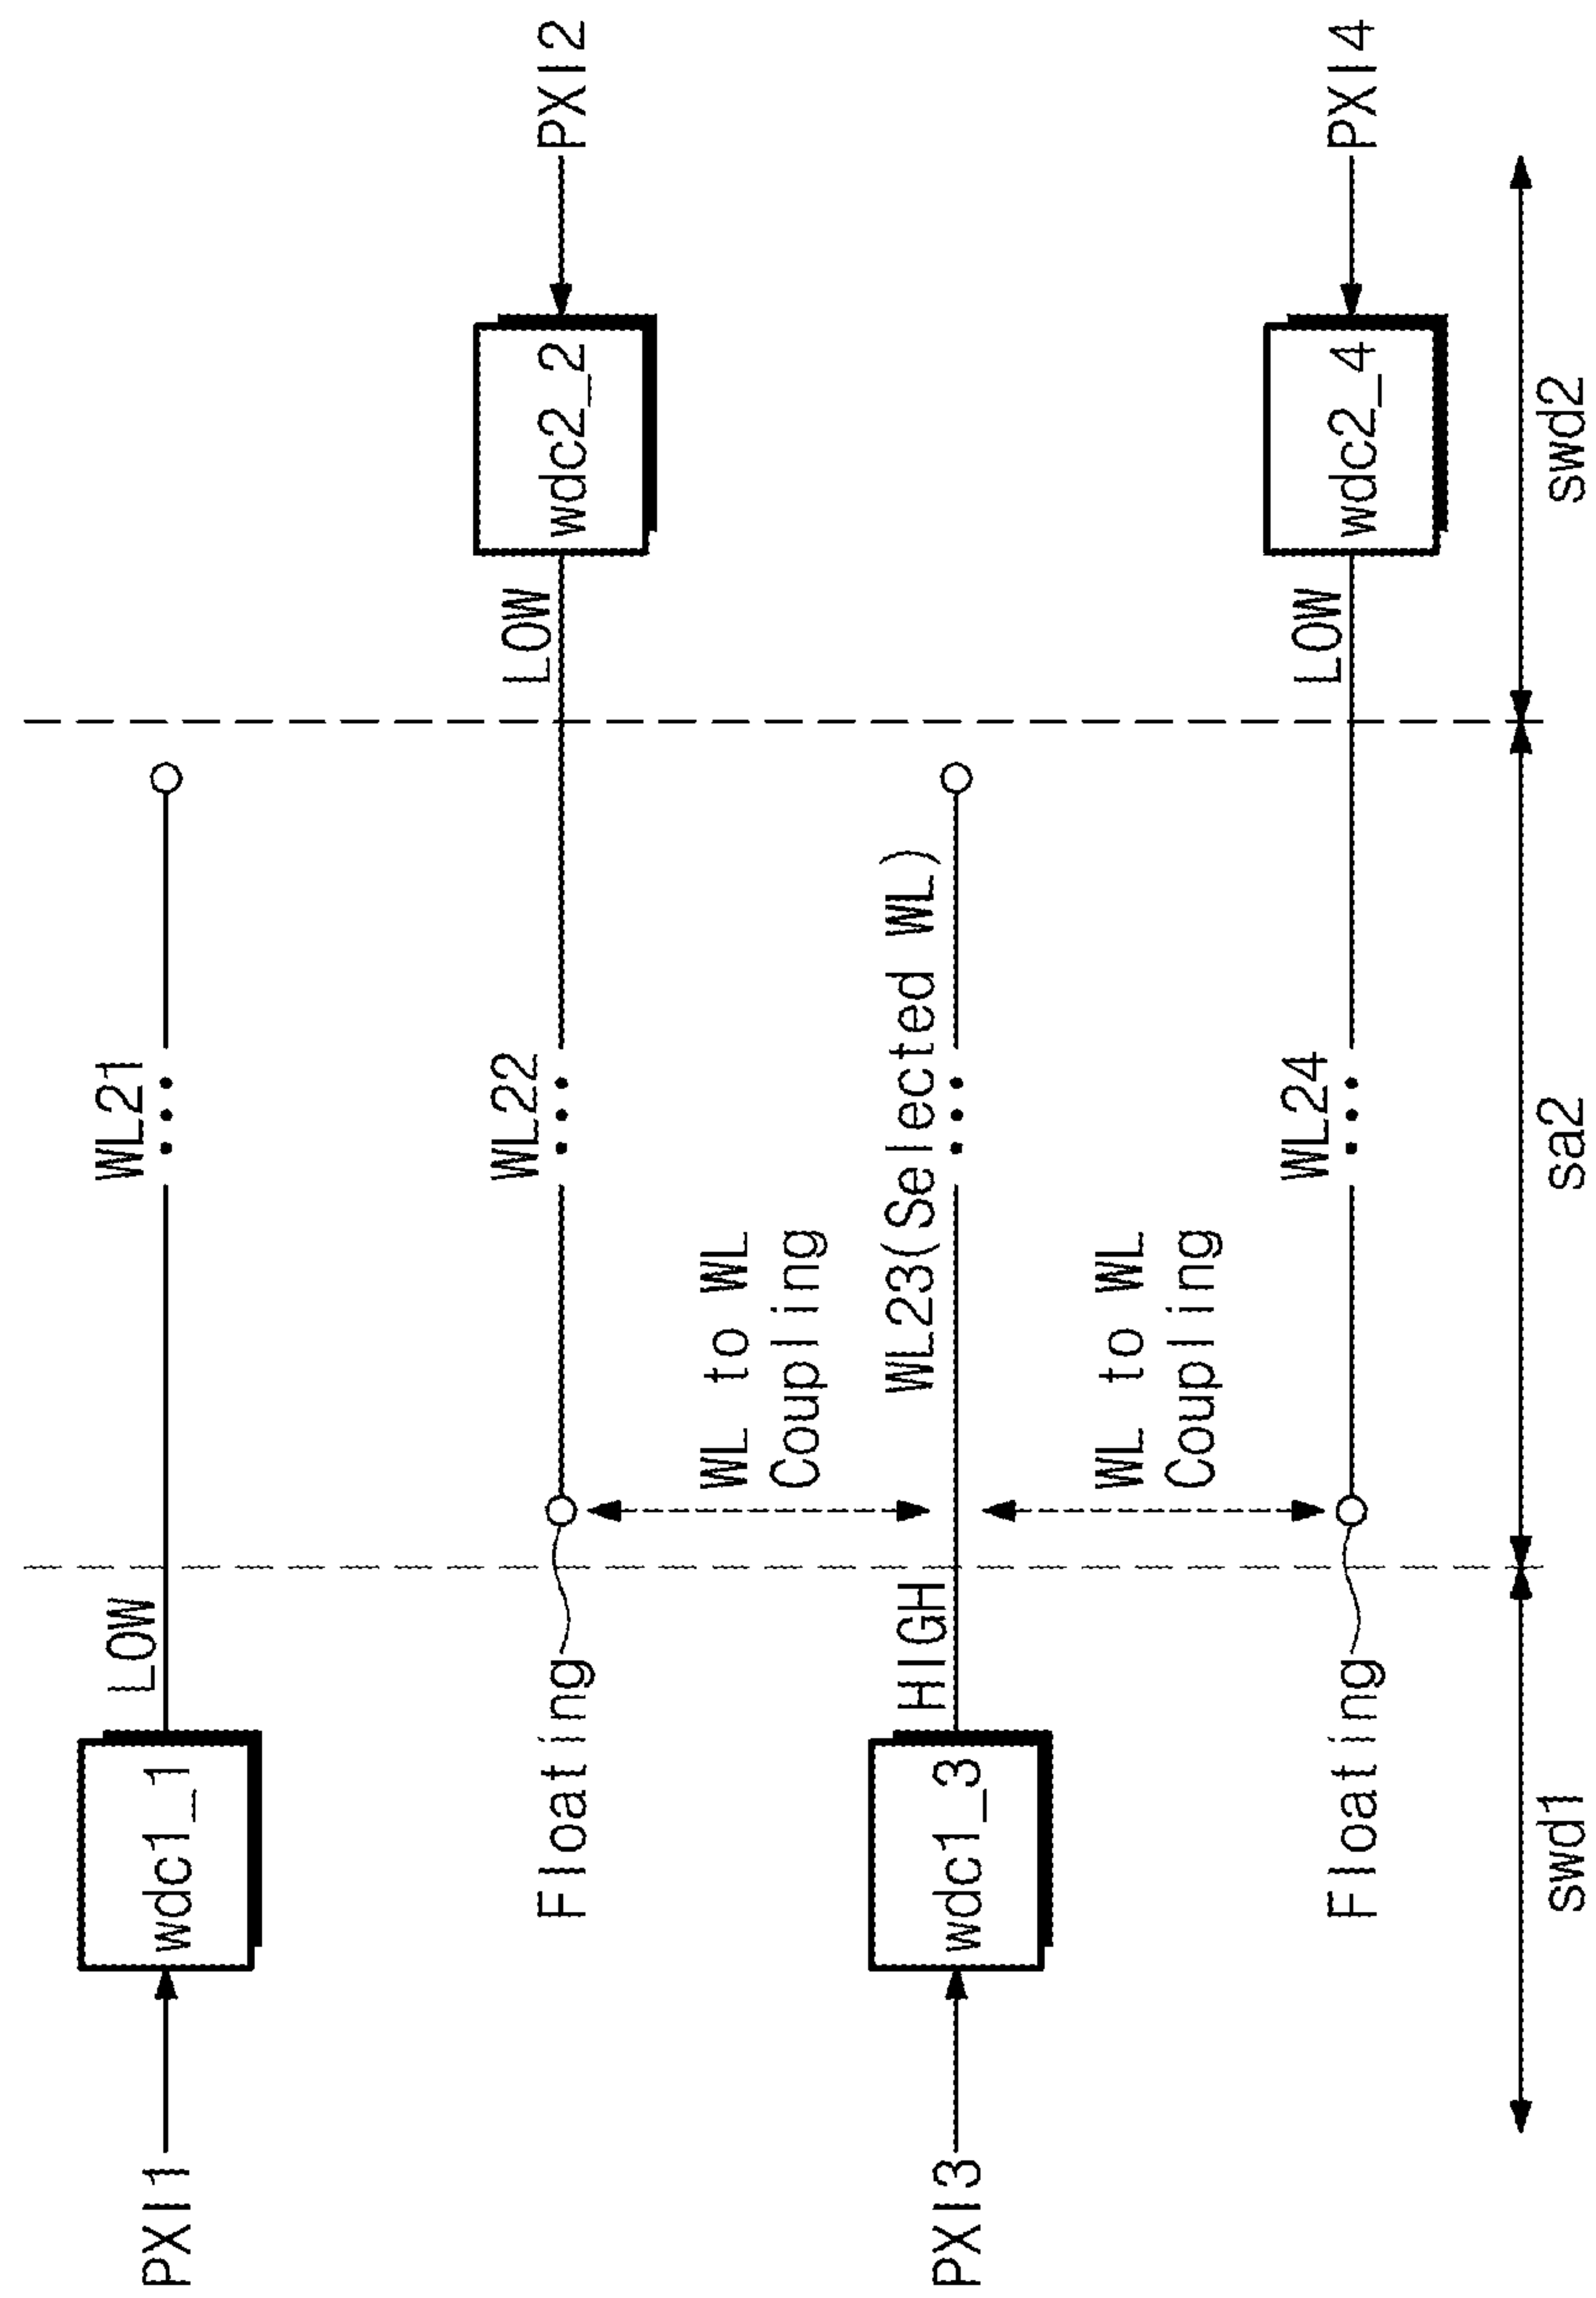 PXI1
wdc1_1
LOW
WL21
Floating
WL22
LOW
wdc2_2
PXI2
WL to WL
Coupling
PXI3
wdc1_3
HIGH
WL23(Selected WL)
WL to WL
Coupling
Floating
WL24
LOW
wdc2_4
PXI4
swd1
sa2
swd2